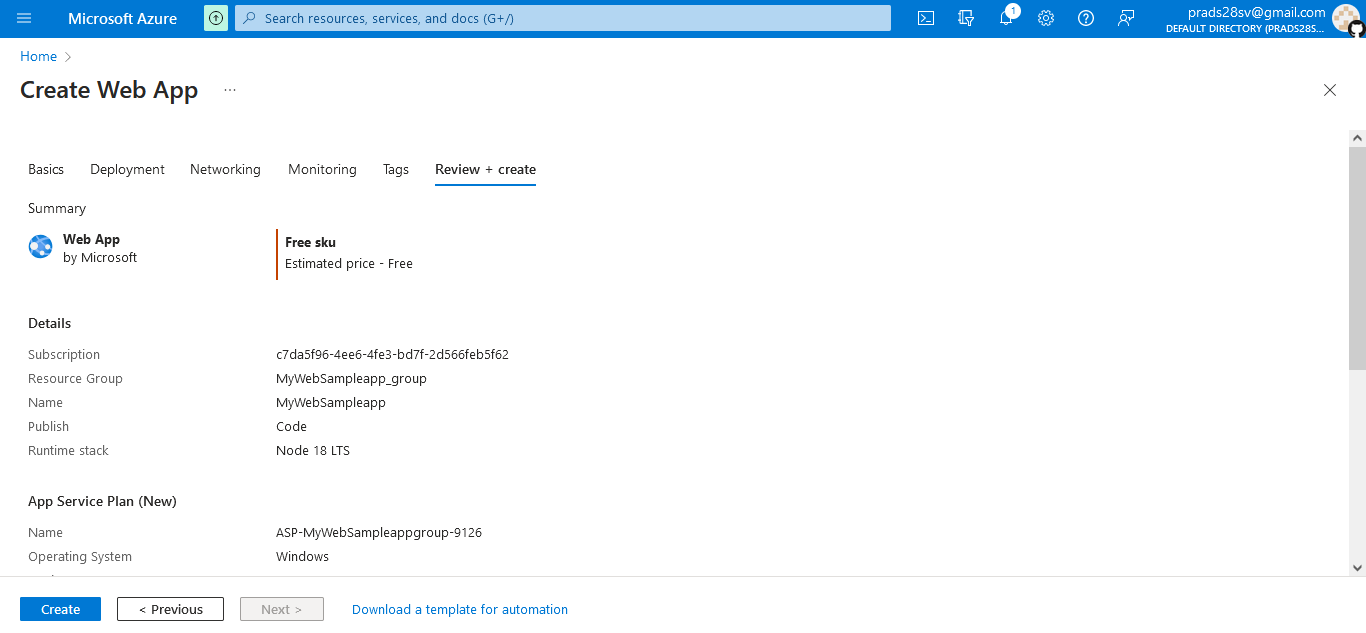 Microsoft Azure
Search resources, services, and docs (G+/)
1
prads28sv@gmail.com
DEFAULT DIRECTORY (PRADS28S...
Home >
Create Web App ...
Basics Deployment Networking Monitoring Tags Review + create
Summary
Web App
by Microsoft
Free sku
Estimated price - Free
Details
Subscription c7da5f96-4ee6-4fe3-bd7f-2d566feb5f62
Resource Group MyWebSampleapp_group
Name MyWebSampleapp
Publish Code
Runtime stack Node 18 LTS
App Service Plan (New)
Name ASP-MyWebSampleappgroup-9126
Operating System Windows
Create < Previous Next > Download a template for automation